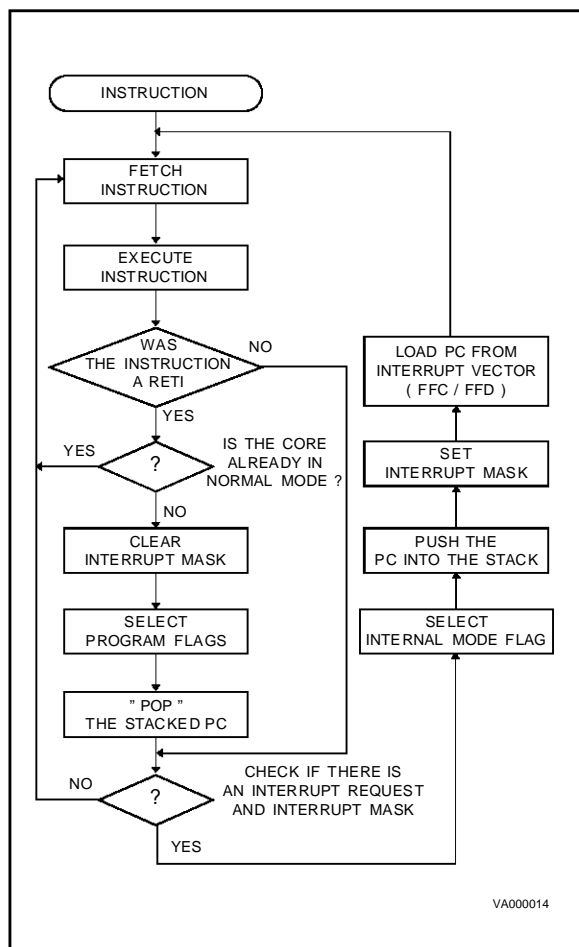 INSTRUCTION
FETCH
INSTRUCTION
EXECUTE
INSTRUCTION
WAS
THE INSTRUCTION
A RETI
NO
YES
YES
?
IS THE CORE
ALREADY IN
NORMAL MODE ?
NO
CLEAR
INTERRUPT MASK
SELECT
PROGRAM FLAGS
" POP "
THE STACKED PC
NO
?
CHECK IF THERE IS
AN INTERRUPT REQUEST
AND INTERRUPT MASK
YES
LOAD PC FROM
INTERRUPT VECTOR
( FFC / FFD )
SET
INTERRUPT MASK
PUSH THE
PC INTO THE STACK
SELECT
INTERNAL MODE FLAG
VA000014